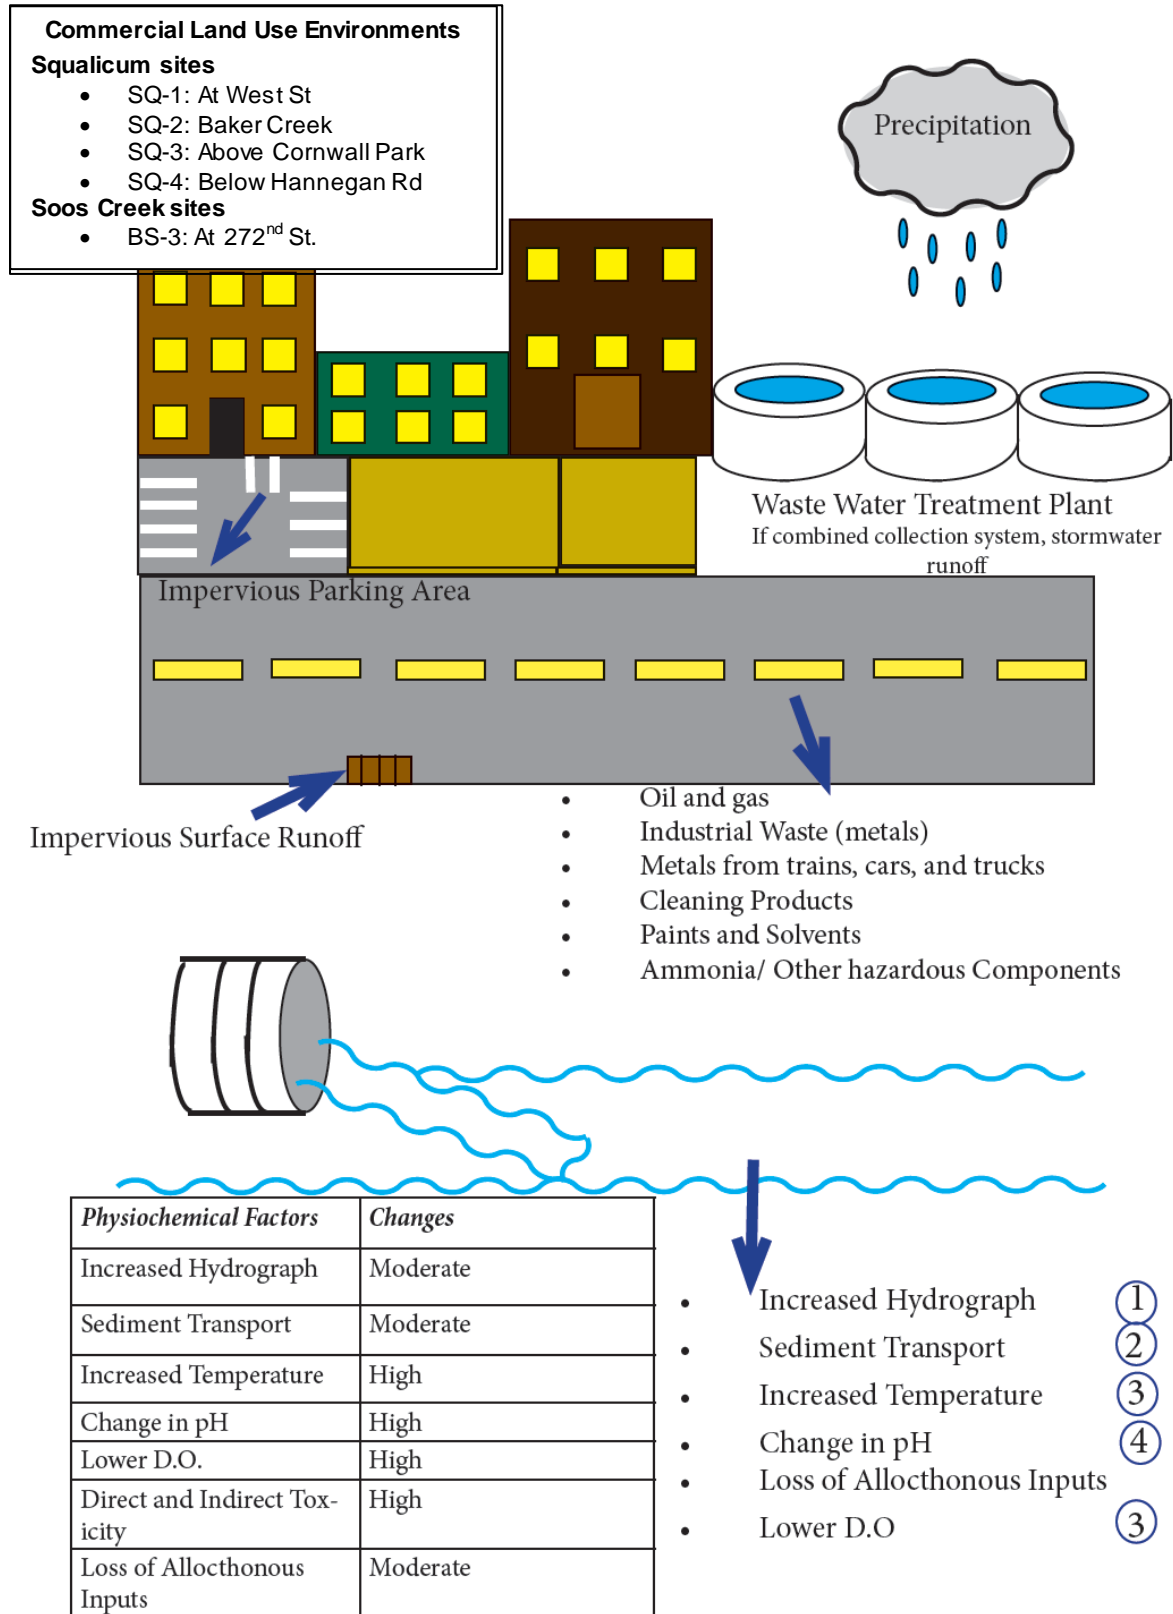 Commercial Land Use Environments
Squalicum sites
• SQ-1: At West St
• SQ-2: Baker Creek
• SQ-3: Above Cornwall Park
• SQ-4: Below Hannegan Rd
Soos Creek sites
• BS-3: At 272nd St.
Precipitation
Waste Water Treatment Plant
If combined collection system, stormwater
runoff
Impervious Parking Area
Impervious Surface Runoff
• Oil and gas
• Industrial Waste (metals)
• Metals from trains, cars, and trucks
• Cleaning Products
• Paints and Solvents
• Ammonia/ Other hazardous Components
Physiochemical Factors Changes
Increased Hydrograph Moderate
Sediment Transport Moderate
Increased Temperature High
Change in pH High
Lower D.O. High
Direct and Indirect Tox- High
icity
Loss of Allocthonous Moderate
Inputs
• Increased Hydrograph 1
• Sediment Transport 2
• Increased Temperature 3
• Change in pH 4
• Loss of Allocthonous Inputs
• Lower D.O 3